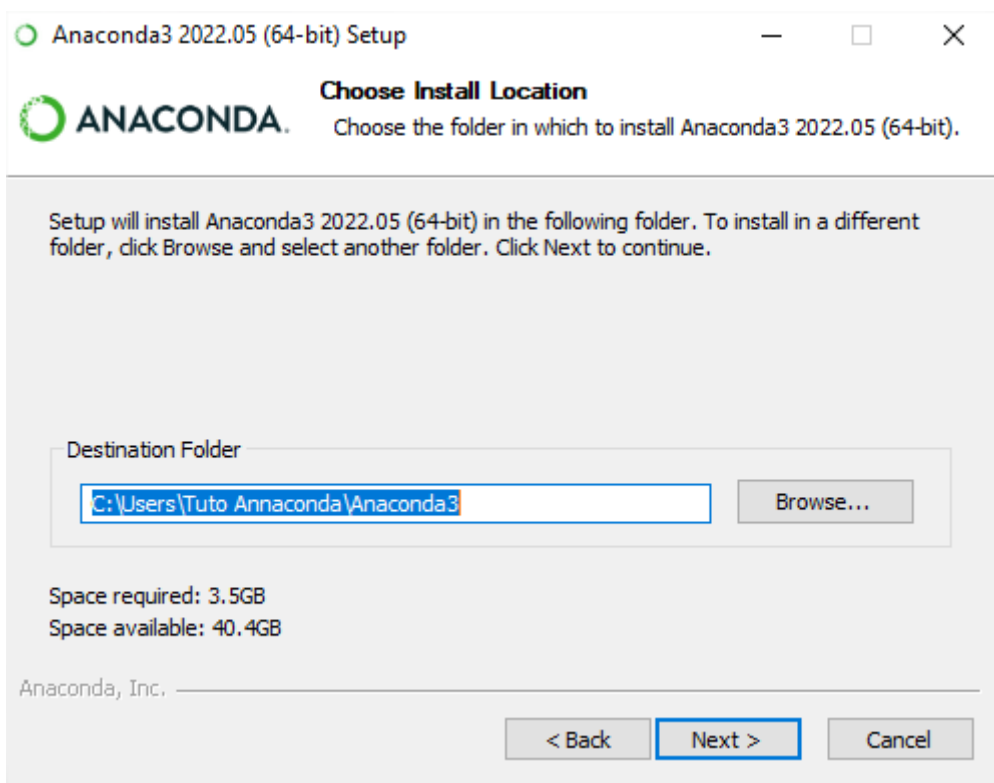 Anaconda3 2022.05 (64-bit) Setup
ANACONDA.
Choose Install Location
Choose the folder in which to install Anaconda3 2022.05 (64-bit).
Setup will install Anaconda3 2022.05 (64-bit) in the following folder. To install in a different
folder, click Browse and select another folder. Click Next to continue.
Destination Folder
C:\Users\Tuto Annaconda\Anaconda3
Browse...
Space required: 3.5GB
Space available: 40.4GB
Anaconda, Inc.
< Back
Next >
Cancel